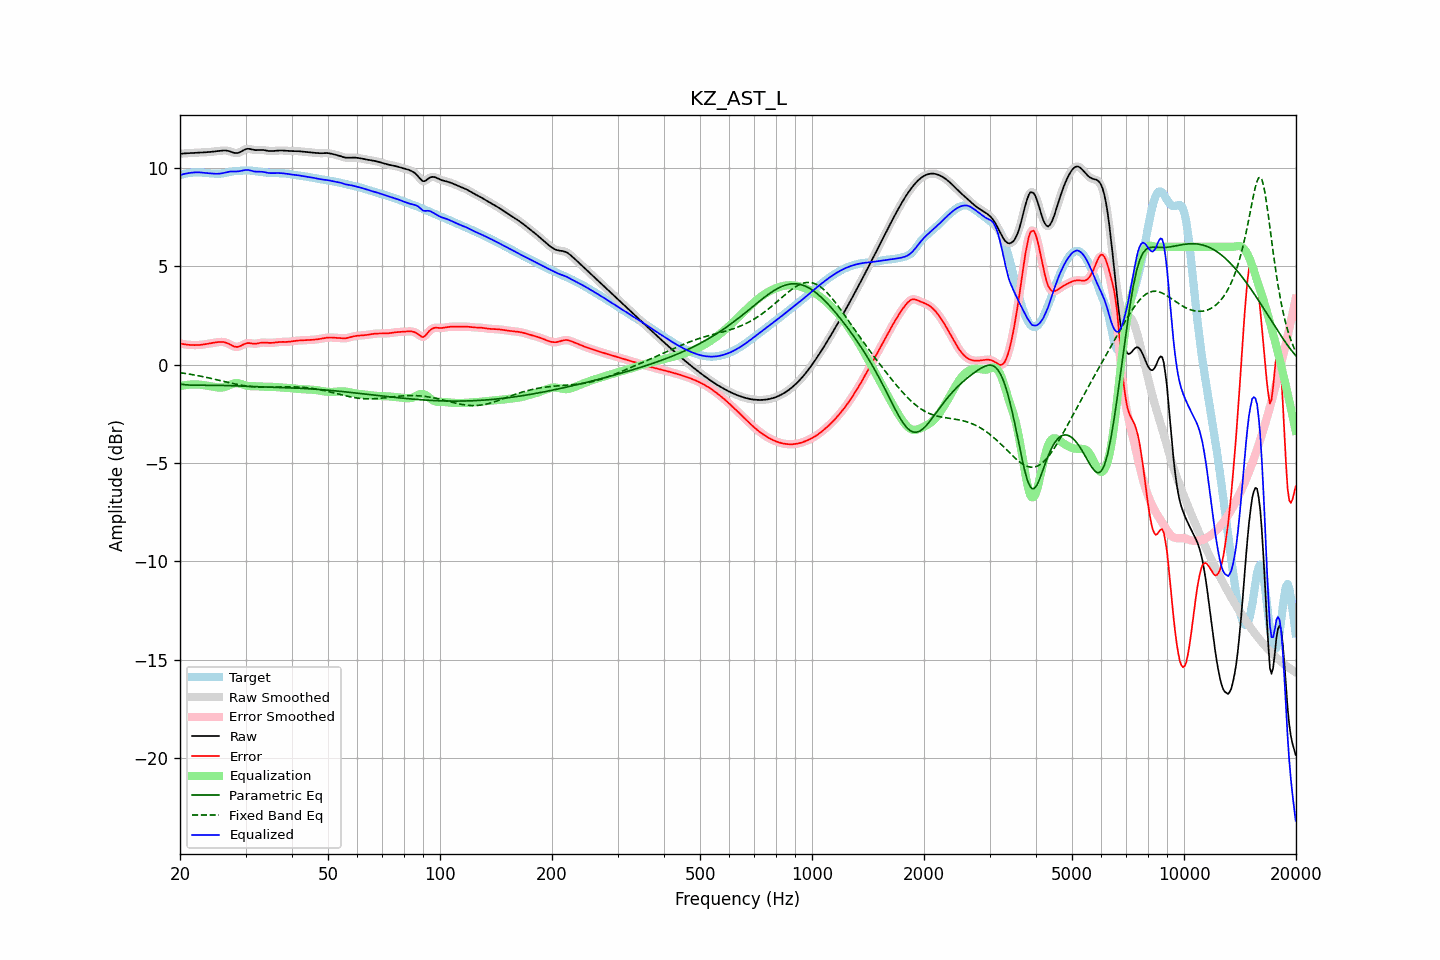 KZ_AST_L
10
5
0
−5
−10
−15
−20
Amplitude (dBr)
Target
Raw Smoothed
Error Smoothed
Raw
Error
Equalization
Parametric Eq
Fixed Band Eq
Equalized
20 50 100 200 500 1000 2000 5000 10000 20000
Frequency (Hz)